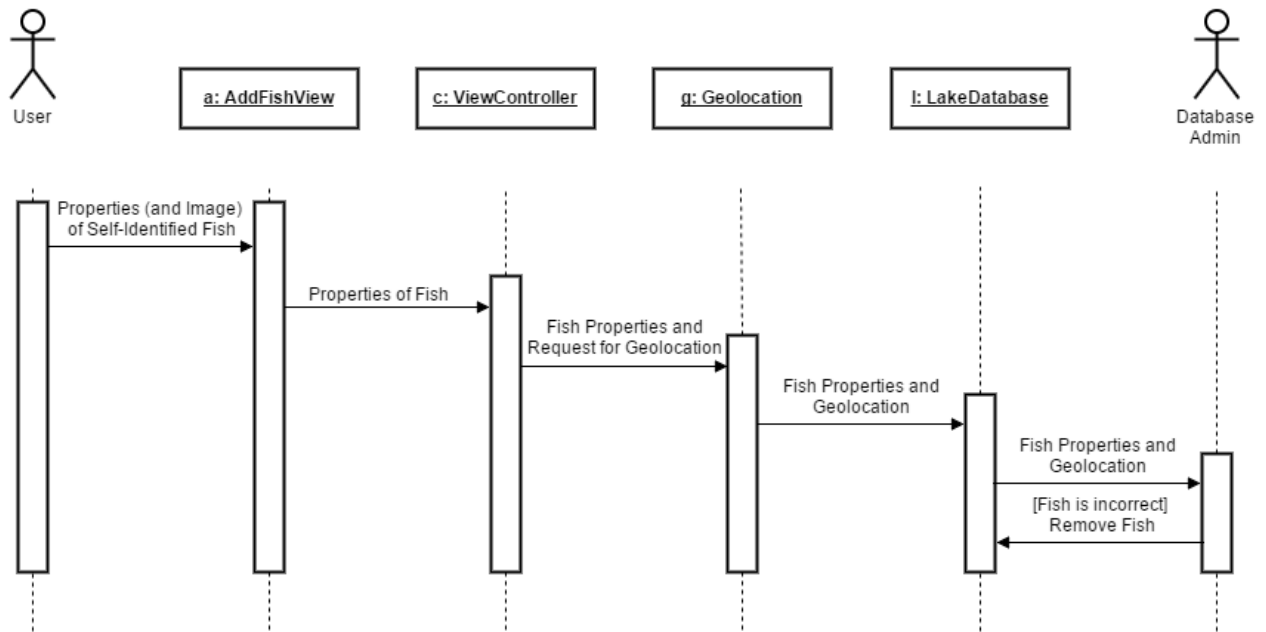 User
a: AddFishView
c: ViewController
g: Geolocation
l: LakeDatabase
Database
Admin
Properties (and Image)
of Self-Identified Fish
Properties of Fish
Fish Properties and
Request for Geolocation
Fish Properties and
Geolocation
Fish Properties and
Geolocation
[Fish is incorrect]
Remove Fish